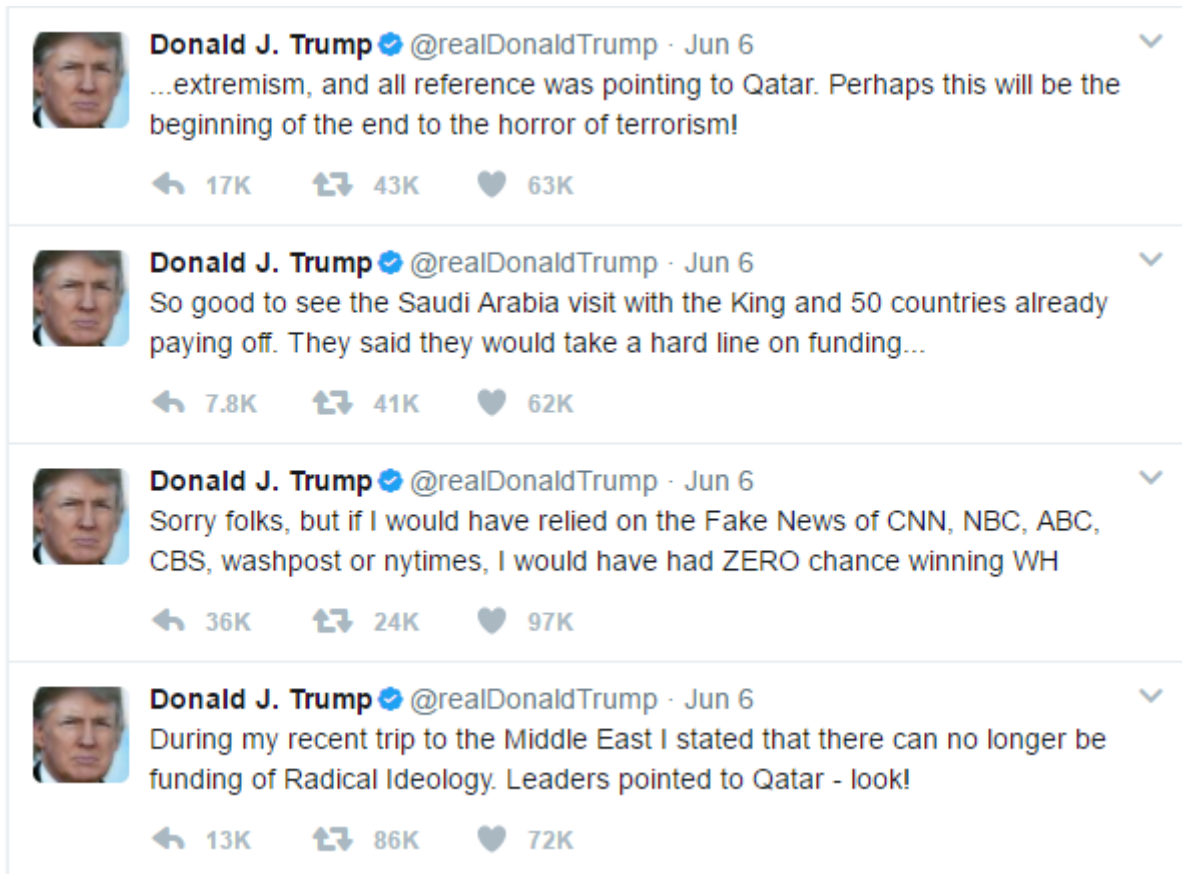 Donald J. Trump @realDonaldTrump · Jun 6
...extremism, and all reference was pointing to Qatar. Perhaps this will be the
beginning of the end to the horror of terrorism!
17K 43K 63K
Donald J. Trump @realDonaldTrump · Jun 6
So good to see the Saudi Arabia visit with the King and 50 countries already
paying off. They said they would take a hard line on funding...
7.8K 41K 62K
Donald J. Trump @realDonaldTrump · Jun 6
Sorry folks, but if I would have relied on the Fake News of CNN, NBC, ABC,
CBS, washpost or nytimes, I would have had ZERO chance winning WH
36K 24K 97K
Donald J. Trump @realDonaldTrump · Jun 6
During my recent trip to the Middle East I stated that there can no longer be
funding of Radical Ideology. Leaders pointed to Qatar - look!
13K 86K 72K